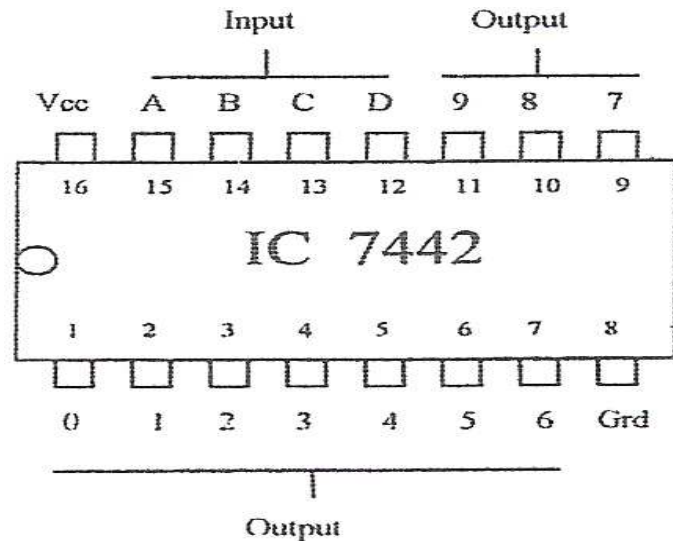 Input Output
Vcc A B C D 9 8 7
16 15 14 13 12 11 10 9
IC 7442
1 2 3 4 5 6 7 8
0 1 2 3 4 5 6 Grd
Output